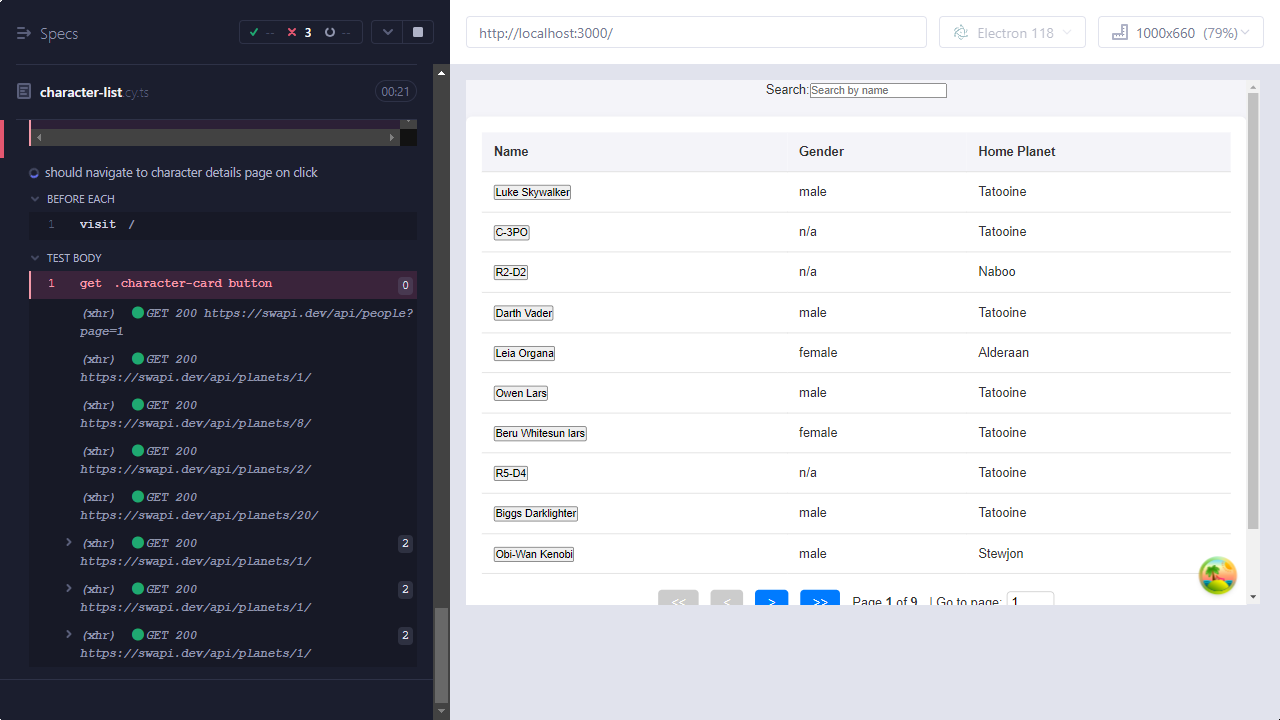 Specs
-- 3 --
character-list.cy.ts 00:21
should navigate to character details page on click
BEFORE EACH
1 visit /
TEST BODY
1 get .character-card button 0
(xhr) GET 200 https://swapi.dev/api/people?
page=1
(xhr) GET 200
https://swapi.dev/api/planets/1/
(xhr) GET 200
https://swapi.dev/api/planets/8/
(xhr) GET 200
https://swapi.dev/api/planets/2/
(xhr) GET 200
https://swapi.dev/api/planets/20/
(xhr) GET 200 2
https://swapi.dev/api/planets/1/
(xhr) GET 200 2
https://swapi.dev/api/planets/1/
(xhr) GET 200 2
https://swapi.dev/api/planets/1/
http://localhost:3000/
Electron 118
1000x660 (79%)
Search: Search by name
Name Gender Home Planet
Luke Skywalker male Tatooine
C-3PO n/a Tatooine
R2-D2 n/a Naboo
Darth Vader male Tatooine
Leia Organa female Alderaan
Owen Lars male Tatooine
Beru Whitesun lars female Tatooine
R5-D4 n/a Tatooine
Biggs Darklighter male Tatooine
Obi-Wan Kenobi male Stewjon
<< < > >> Page 1 of 9 | Go to page: 1